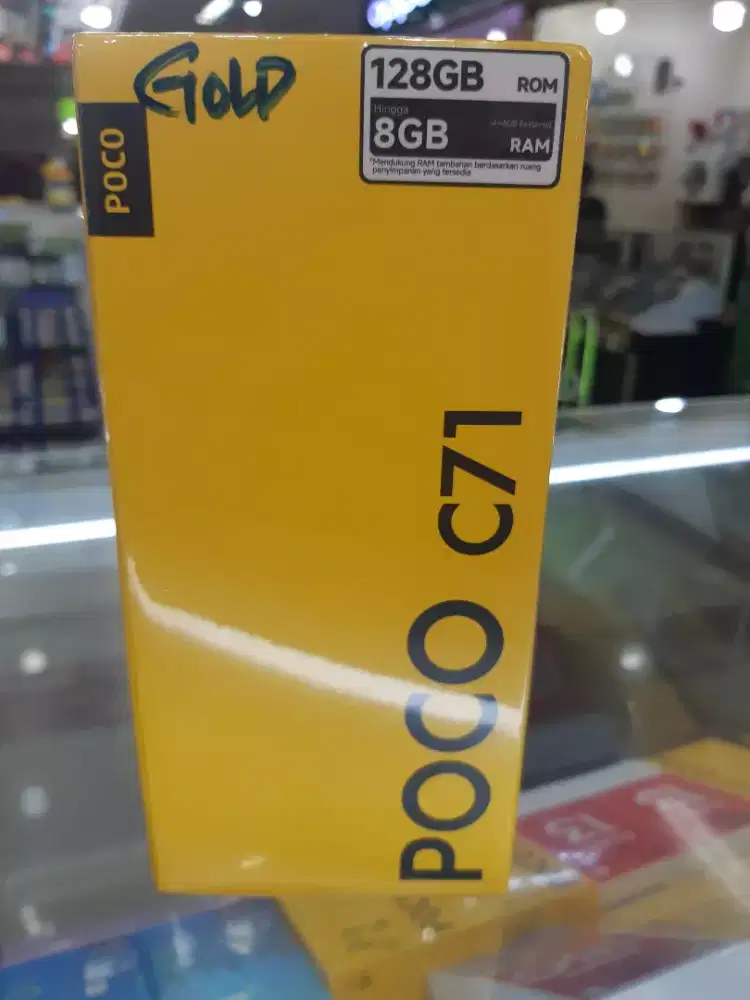 GOLD
POCO
128GB ROM
Hingga
8GB RAM
*Mendukung RAM tambahan berdasarkan ruang
penyimpanan yang tersedia
POCO C71